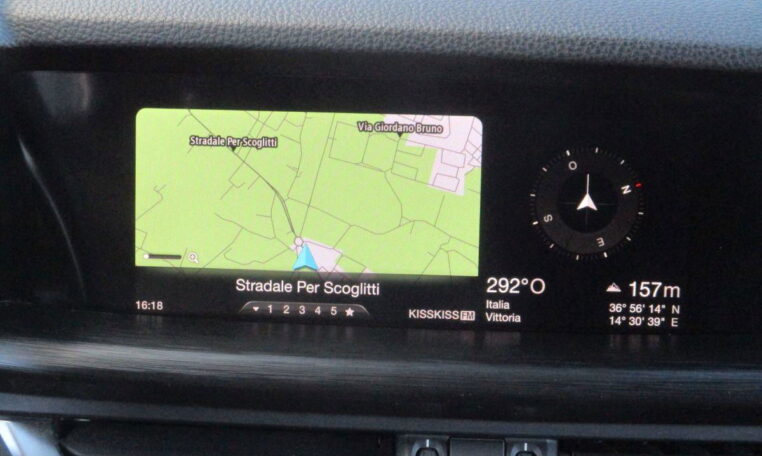 Via Giordano Bruno
Stradale Per Scoglitti
O
N
S
E
Stradale Per Scoglitti
292°O
157m
Italia
36° 56' 14" N
Vittoria
14° 30' 39" E
16:18
1 2 3 4 5
KISSKISS FM